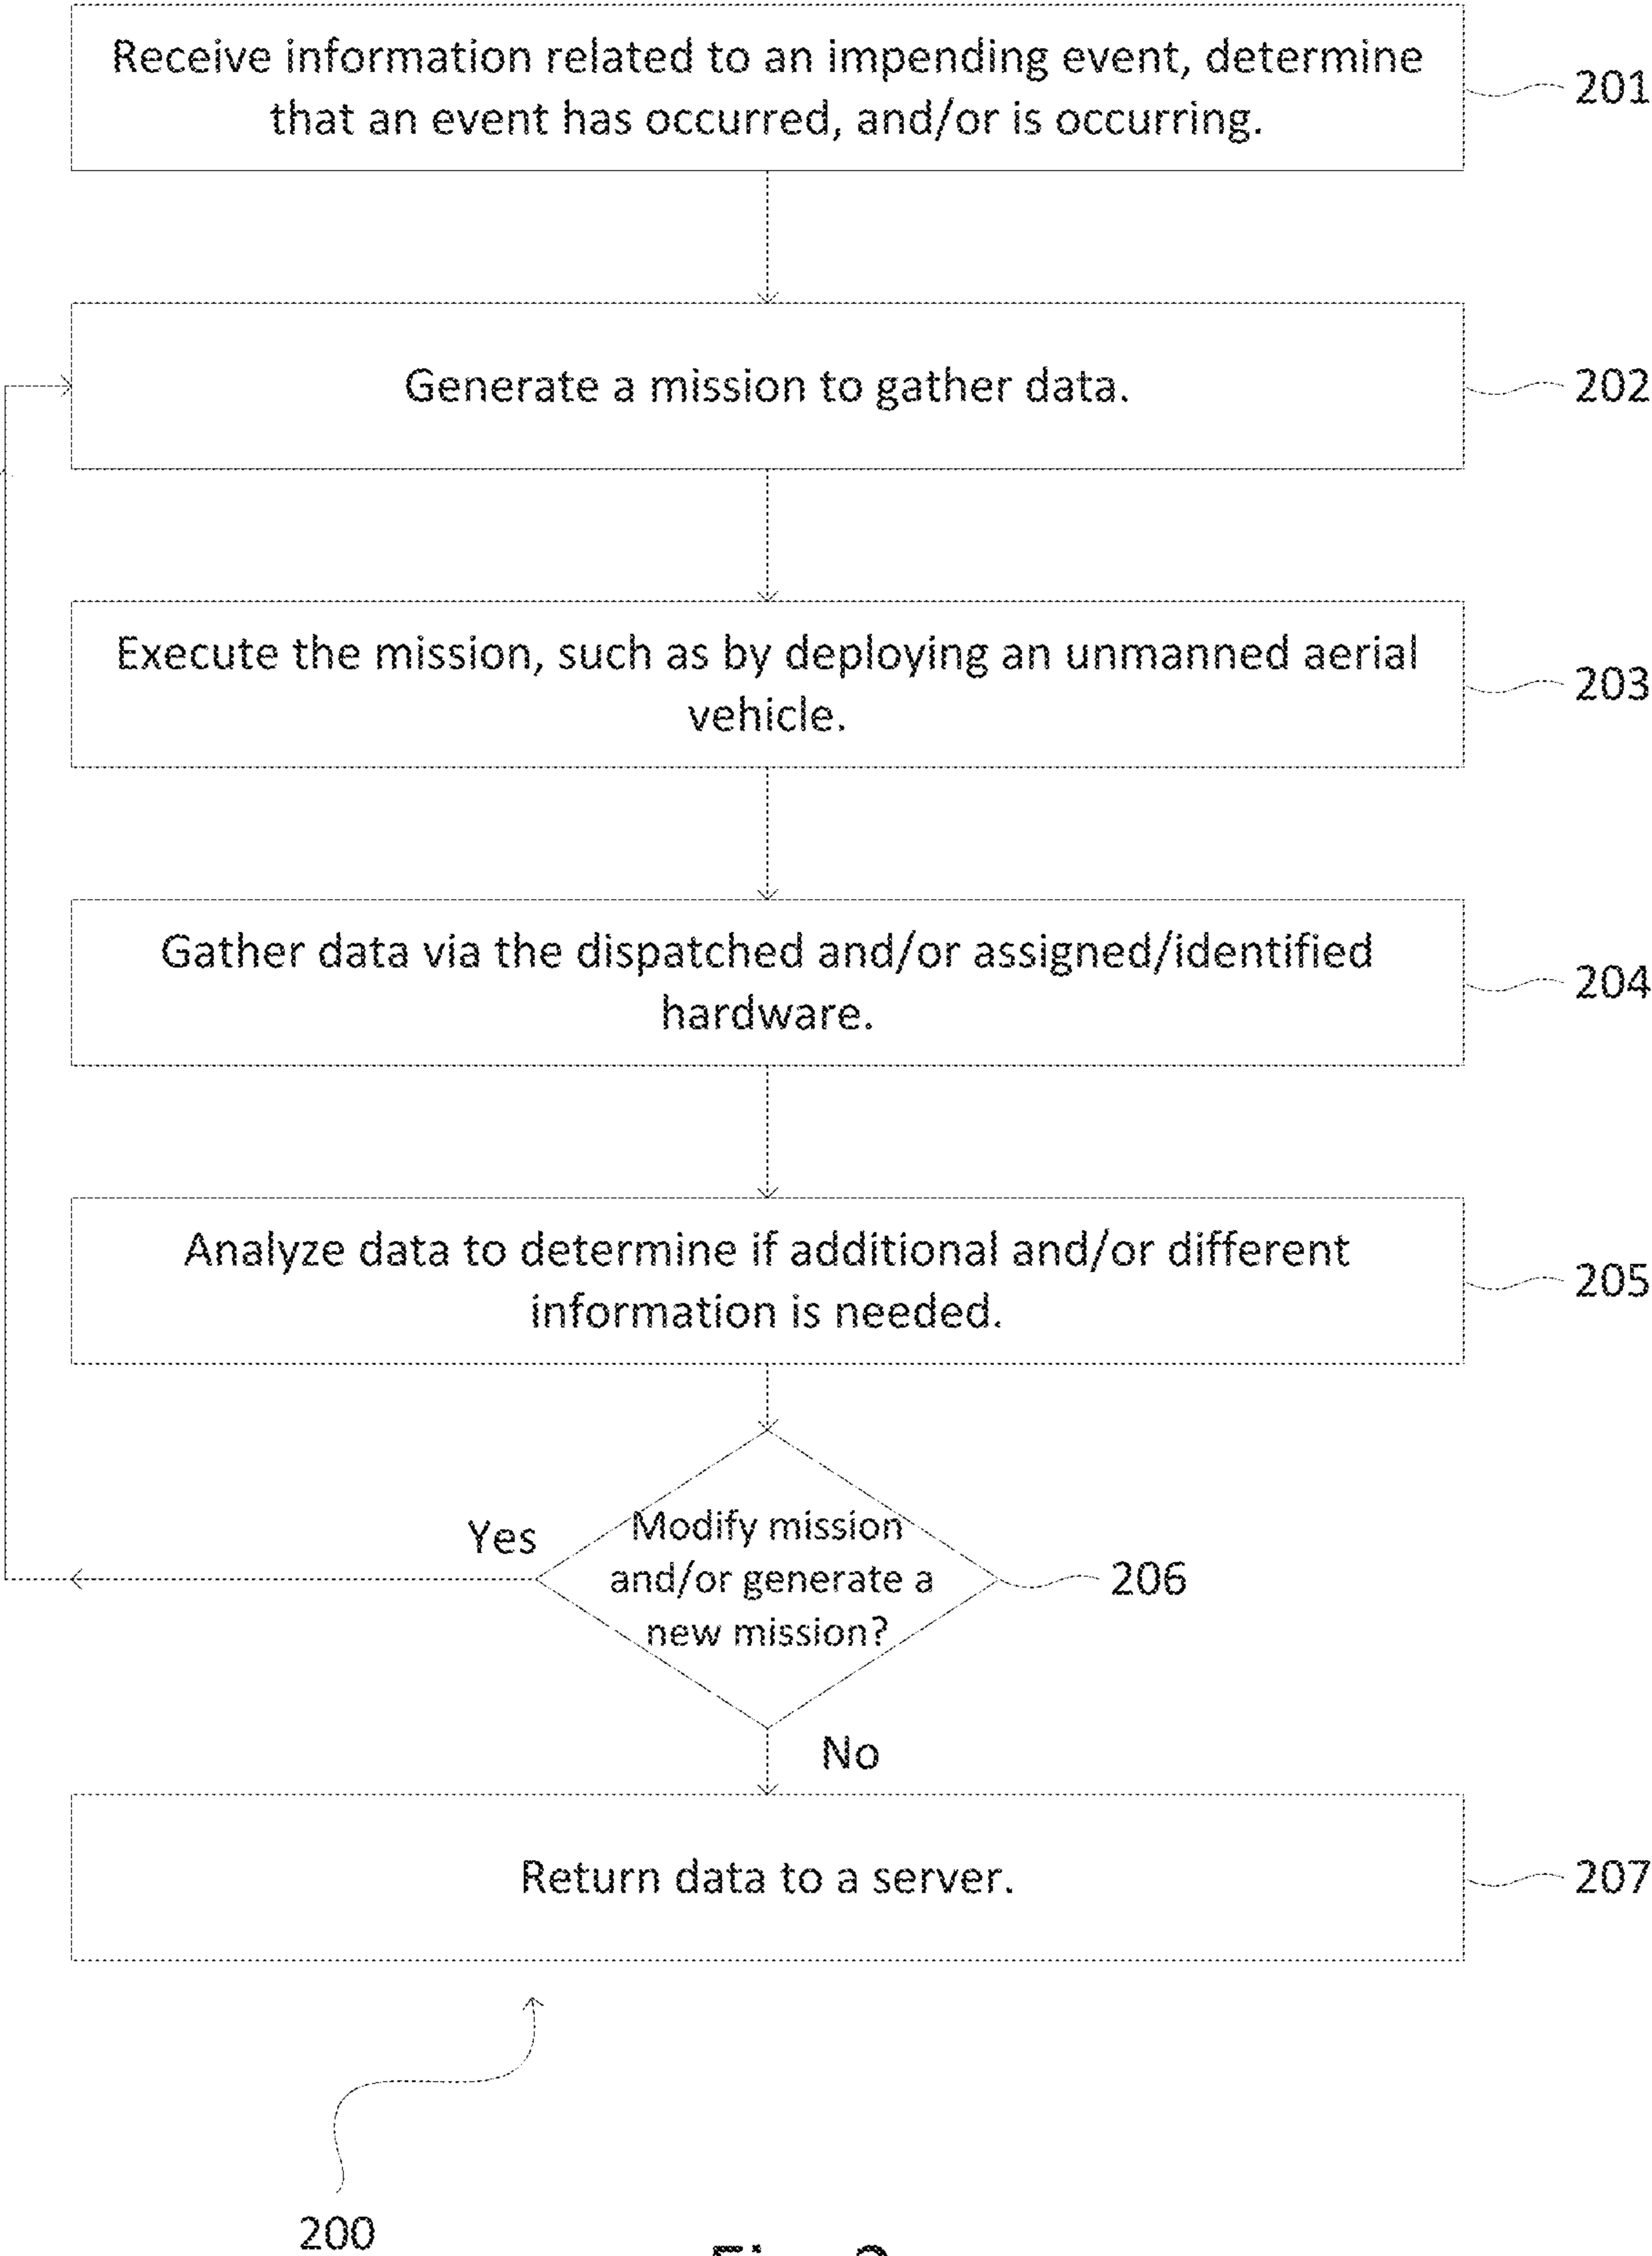 Receive information related to an impending event, determine
that an event has occurred, and/or is occurring.
201
Generate a mission to gather data.
202
Execute the mission, such as by deploying an unmanned aerial
vehicle.
203
Gather data via the dispatched and/or assigned/identified
hardware.
204
Analyze data to determine if additional and/or different
information is needed.
205
Yes
Modify mission
and/or generate a
new mission?
206
No
Return data to a server.
207
200